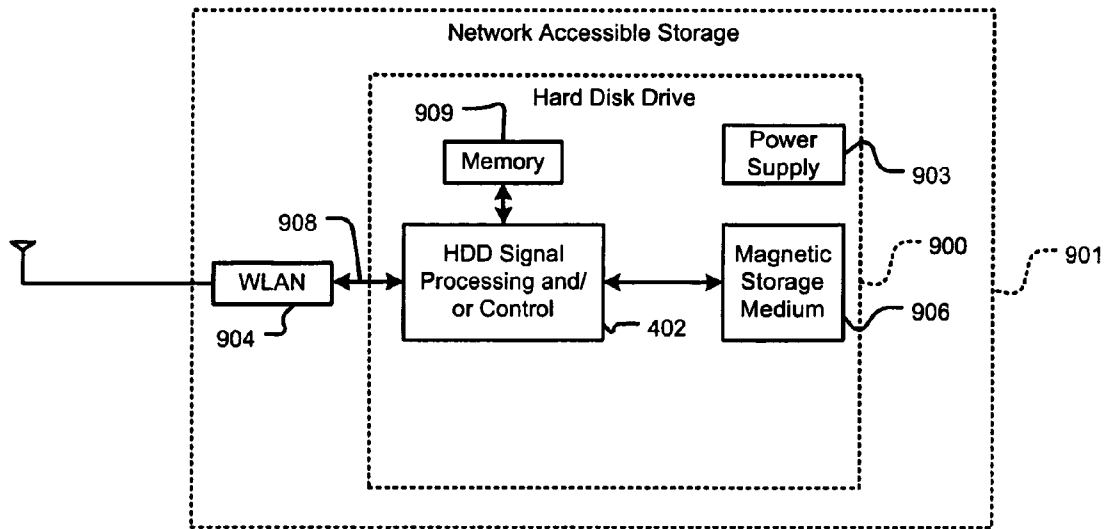 Network Accessible Storage
Hard Disk Drive
909
Memory
Power
Supply
903
908
HDD Signal
Processing and/
or Control
Magnetic
Storage
Medium
900
901
WLAN
904
402
906